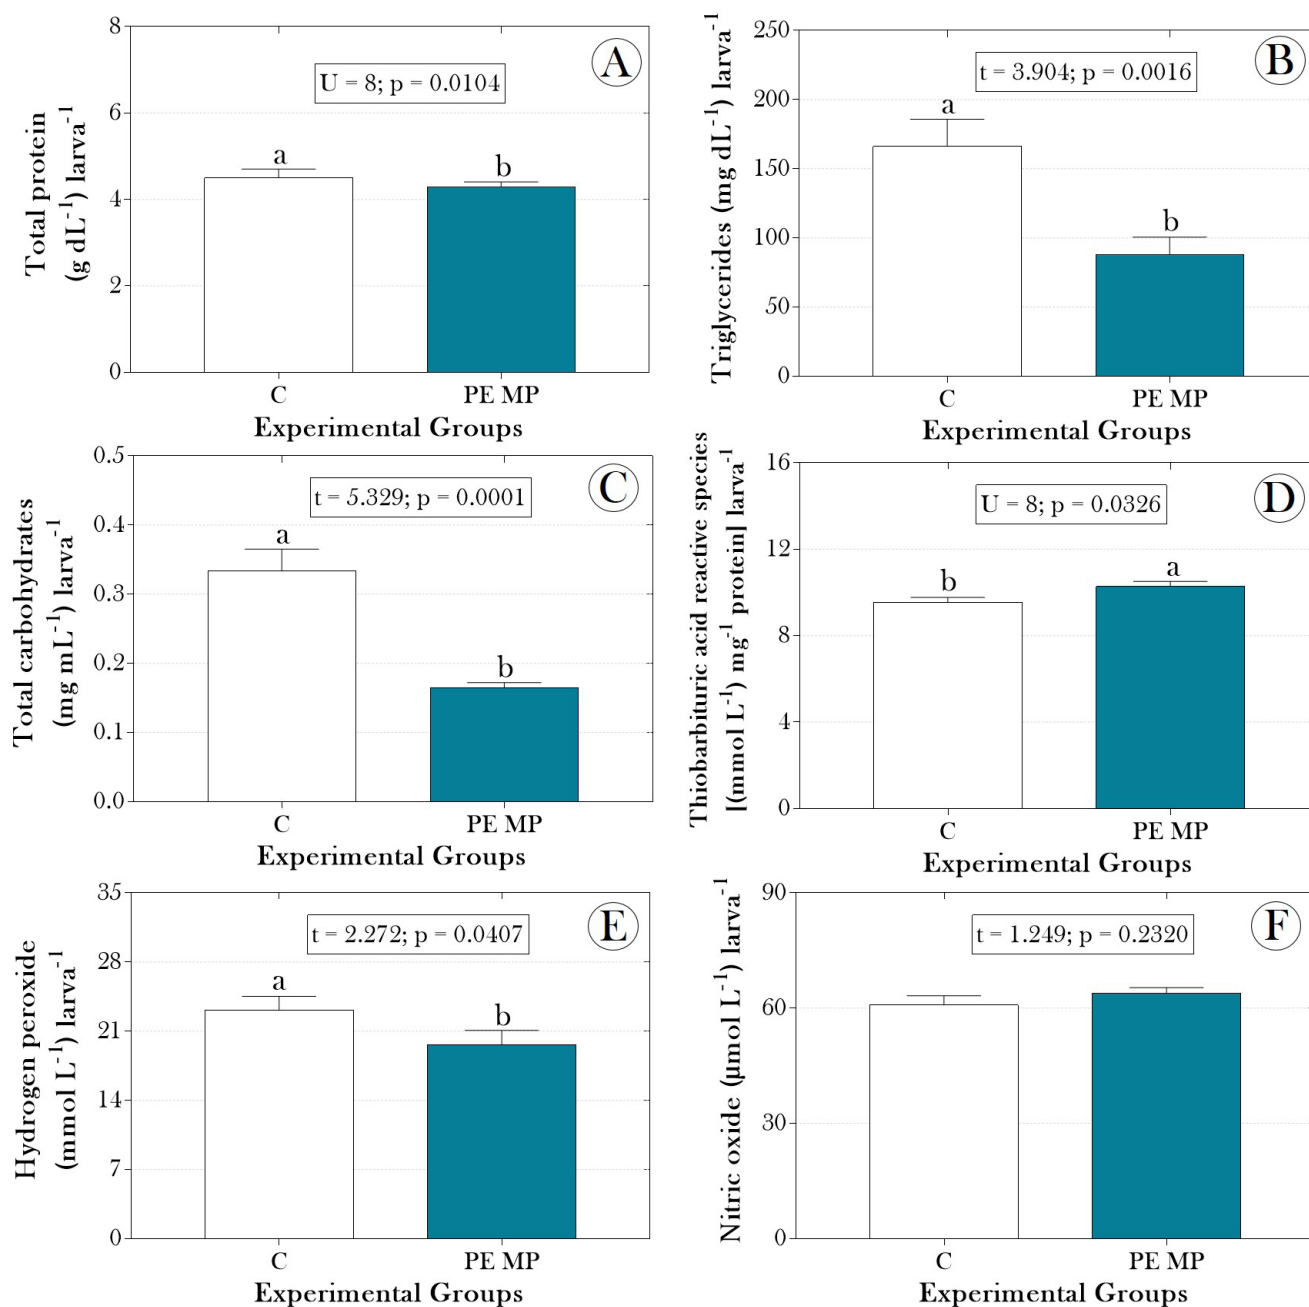 A
U = 8; p = 0.0104
Total protein
(g dL⁻¹) larva⁻¹
8
6
4
2
0
a
b
C
PE MP
Experimental Groups
B
t = 3.904; p = 0.0016
Triglycerides (mg dL⁻¹) larva⁻¹
250
200
150
100
50
0
a
b
C
PE MP
Experimental Groups
C
t = 5.329; p = 0.0001
Total carbohydrates
(mg mL⁻¹) larva⁻¹
0.5
0.4
0.3
0.2
0.1
0.0
a
b
C
PE MP
Experimental Groups
D
U = 8; p = 0.0326
Thiobarbituric acid reactive species
[(mmol L⁻¹) mg⁻¹ protein] larva⁻¹
16
12
8
4
0
b
a
C
PE MP
Experimental Groups
E
t = 2.272; p = 0.0407
Hydrogen peroxide
(mmol L⁻¹) larva⁻¹
35
28
21
14
7
0
a
b
C
PE MP
Experimental Groups
F
t = 1.249; p = 0.2320
Nitric oxide (µmol L⁻¹) larva⁻¹
90
60
30
0
C
PE MP
Experimental Groups